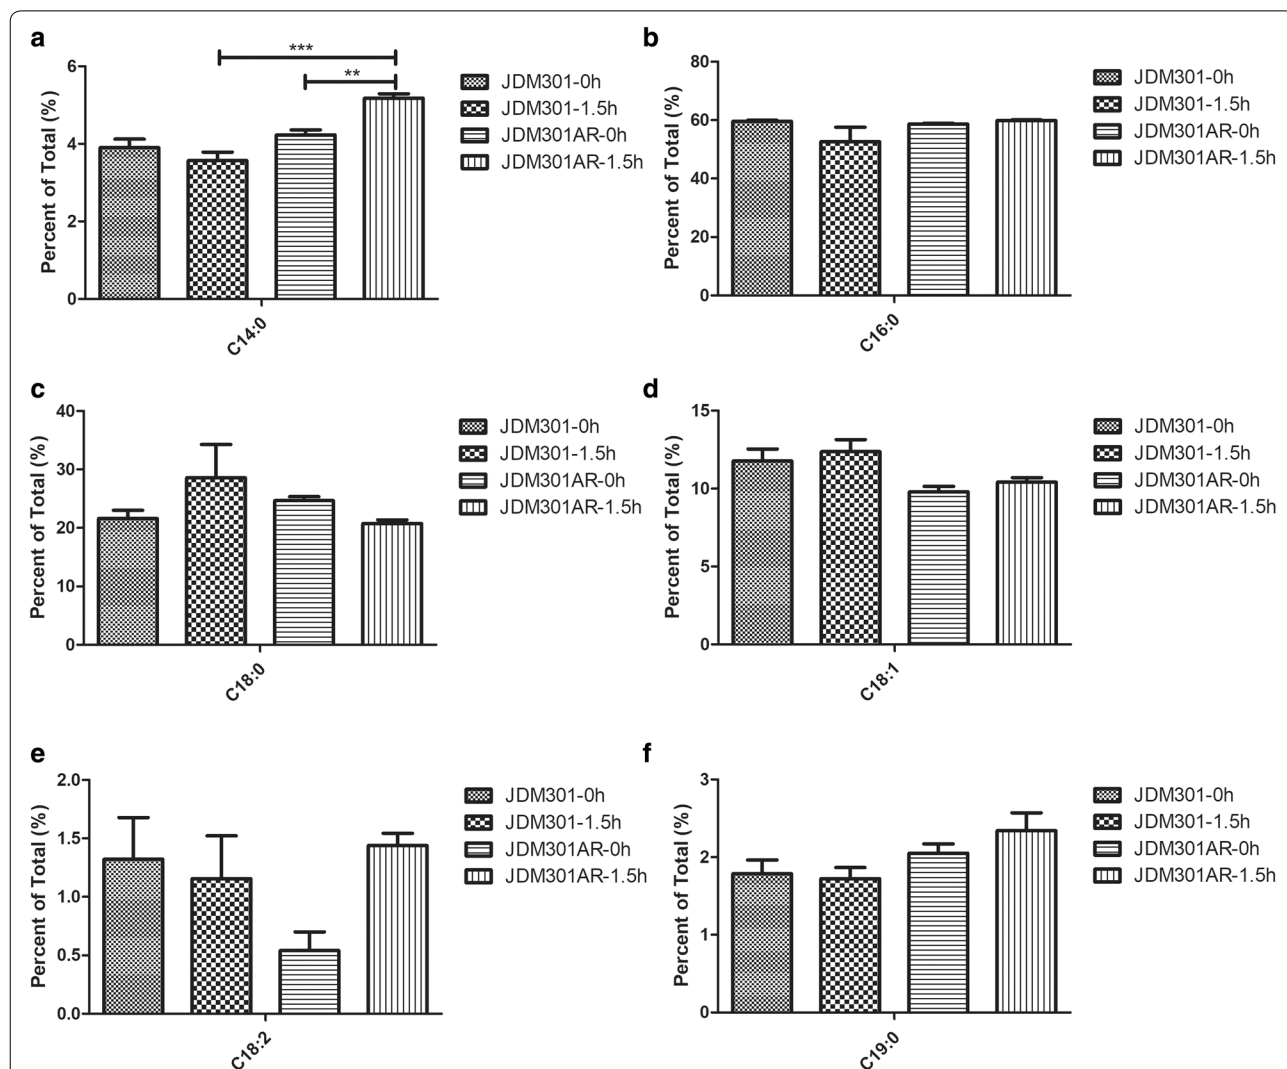 a
***
**
6
4
2
0
Percent of Total (%)
C14:0
JDM301-0h
JDM301-1.5h
JDM301AR-0h
JDM301AR-1.5h
b
80
60
40
20
0
Percent of Total (%)
C16:0
JDM301-0h
JDM301-1.5h
JDM301AR-0h
JDM301AR-1.5h
c
40
30
20
10
0
Percent of Total (%)
C18:0
JDM301-0h
JDM301-1.5h
JDM301AR-0h
JDM301AR-1.5h
d
15
10
5
0
Percent of Total (%)
C18:1
JDM301-0h
JDM301-1.5h
JDM301AR-0h
JDM301AR-1.5h
e
2.0
1.5
1.0
0.5
0.0
Percent of Total (%)
C18:2
JDM301-0h
JDM301-1.5h
JDM301AR-0h
JDM301AR-1.5h
f
3
2
1
0
Percent of Total (%)
C19:0
JDM301-0h
JDM301-1.5h
JDM301AR-0h
JDM301AR-1.5h